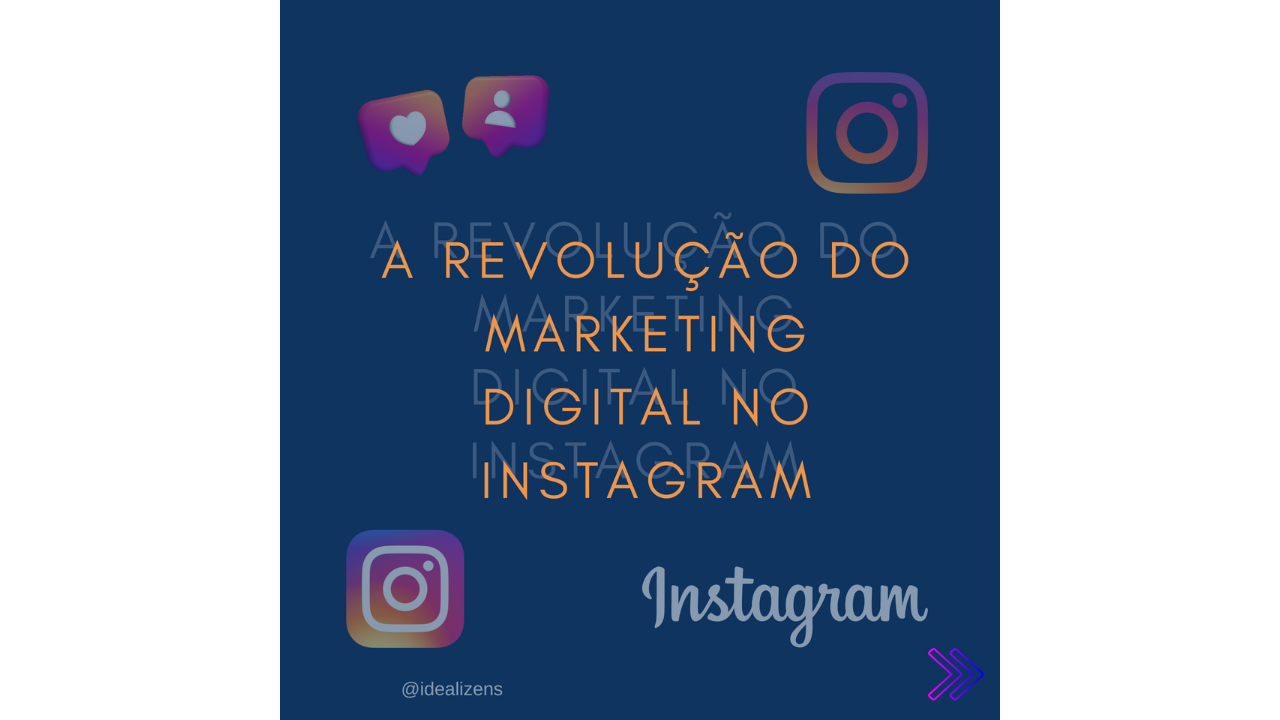 A REVOLUÇÃO DO
MARKETING
DIGITAL NO
INSTAGRAM
Instagram
@idealizens